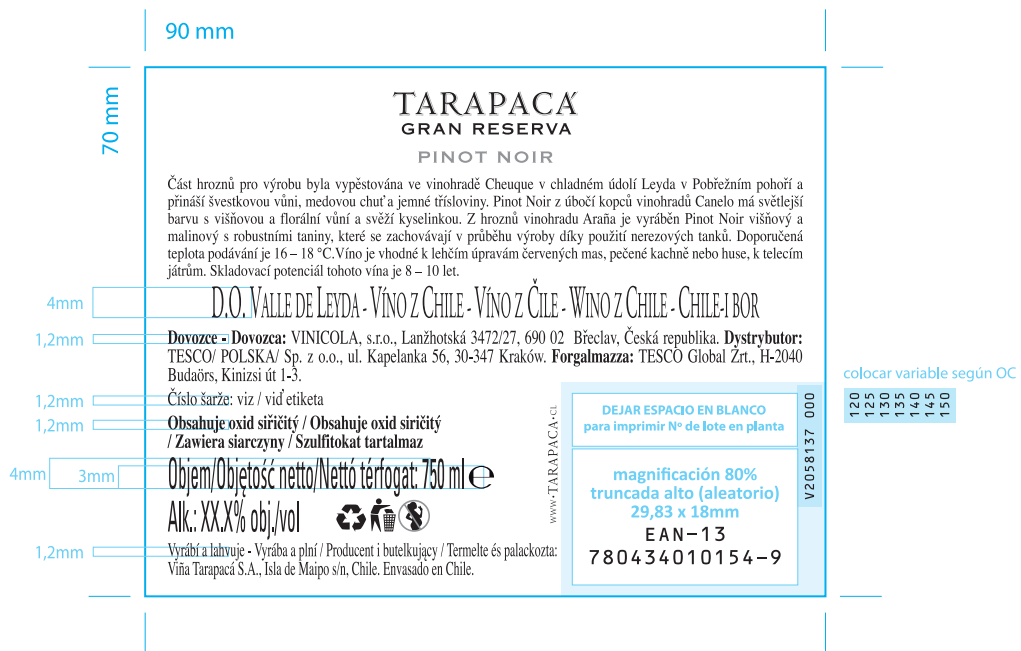 90 mm
70 mm
TARAPACÁ
GRAN RESERVA
PINOT NOIR
Část hroznů pro výrobu byla vypěstována ve vinohradě Cheuque v chladném údolí Leyda v Pobřežním pohoří a
přináší švestkovou vůni, medovou chuť a jemné třísloviny. Pinot Noir z úbočí kopců vinohradů Canelo má světlejší
barvu s višňovou a florální vůní a svěží kyselinkou. Z hroznů vinohradu Araña je vyráběn Pinot Noir višňový a
malinový s robustními taniny, které se zachovávají v průběhu výroby díky použití nerezových tanků. Doporučená
teplota podávání je 16 – 18 °C.Víno je vhodné k lehčím úpravám červených mas, pečené kachně nebo huse, k telecím
játrům. Skladovací potenciál tohoto vína je 8 – 10 let.
4mm
D.O. VALLE DE LEYDA - VÍNO Z CHILE - VÍNO Z ČILE - WINO Z CHILE - CHILE-I BOR
1,2mm
Dovozce - Dovozca: VINICOLA, s.r.o., Lanžhotská 3472/27, 690 02 Břeclav, Česká republika. Dystrybutor:
TESCO/ POLSKA/ Sp. z o.o., ul. Kapelanka 56, 30-347 Kraków. Forgalmazza: TESCO Global Zrt., H-2040
Budaörs, Kinizsi út 1-3.
1,2mm
Číslo šarže: viz / viď etiketa
1,2mm
Obsahuje oxid siřičitý / Obsahuje oxid siričitý
/ Zawiera siarczyny / Szulfitokat tartalmaz
4mm
3mm
Objem/Objętość netto/Nettó térfogat: 750 ml ℮
Alk.: XX.X% obj./vol
1,2mm
Vyrábí a lahvuje - Vyrába a plní / Producent i butelkujący / Termelte és palackozta:
Viña Tarapacá S.A., Isla de Maipo s/n, Chile. Envasado en Chile.
www.TARAPACA.CL
DEJAR ESPACIO EN BLANCO
para imprimir Nº de lote en planta
magnificación 80%
truncada alto (aleatorio)
29,83 x 18mm
EAN-13
780434010154-9
V2058137 000
colocar variable según OC
120
125
130
135
140
145
150